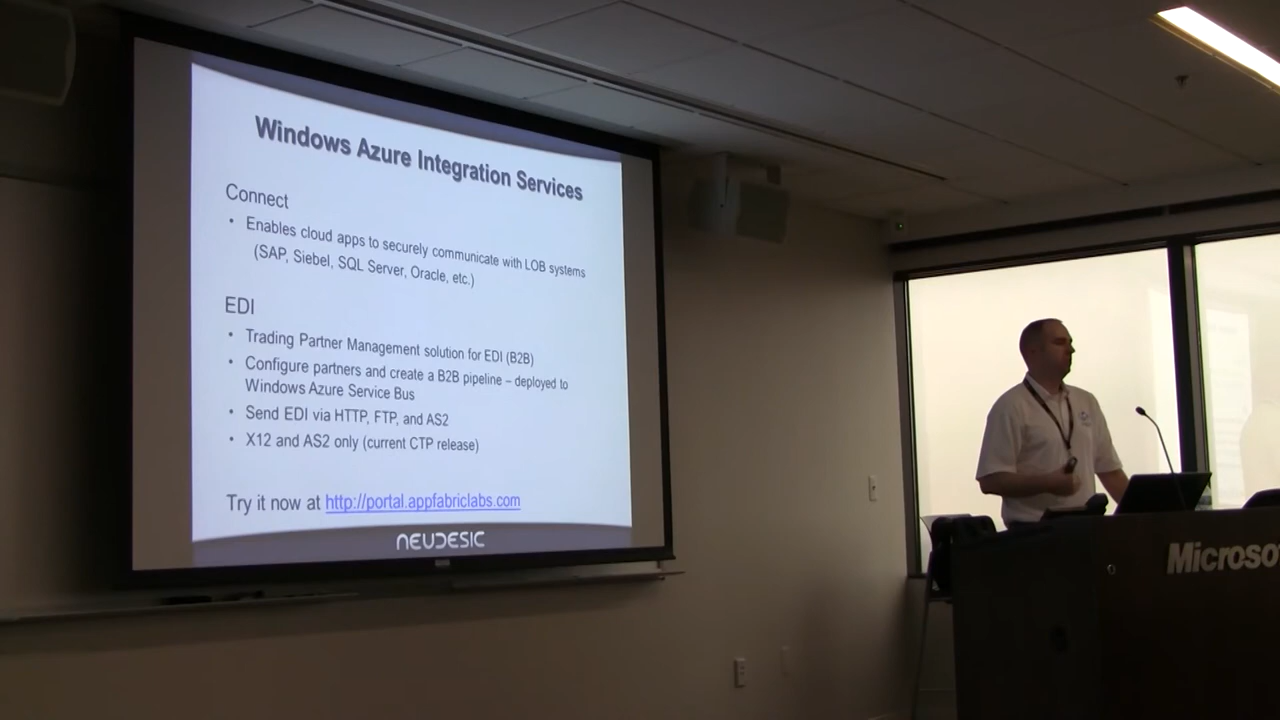 Windows Azure Integration Services
Connect
• Enables cloud apps to securely communicate with LOB systems
(SAP, Siebel, SQL Server, Oracle, etc.)
EDI
• Trading Partner Management solution for EDI (B2B)
• Configure partners and create a B2B pipeline – deployed to
Windows Azure Service Bus
• Send EDI via HTTP, FTP, and AS2
• X12 and AS2 only (current CTP release)
Try it now at http://portal.appfabriclabs.com
NEUDESIC
Microso